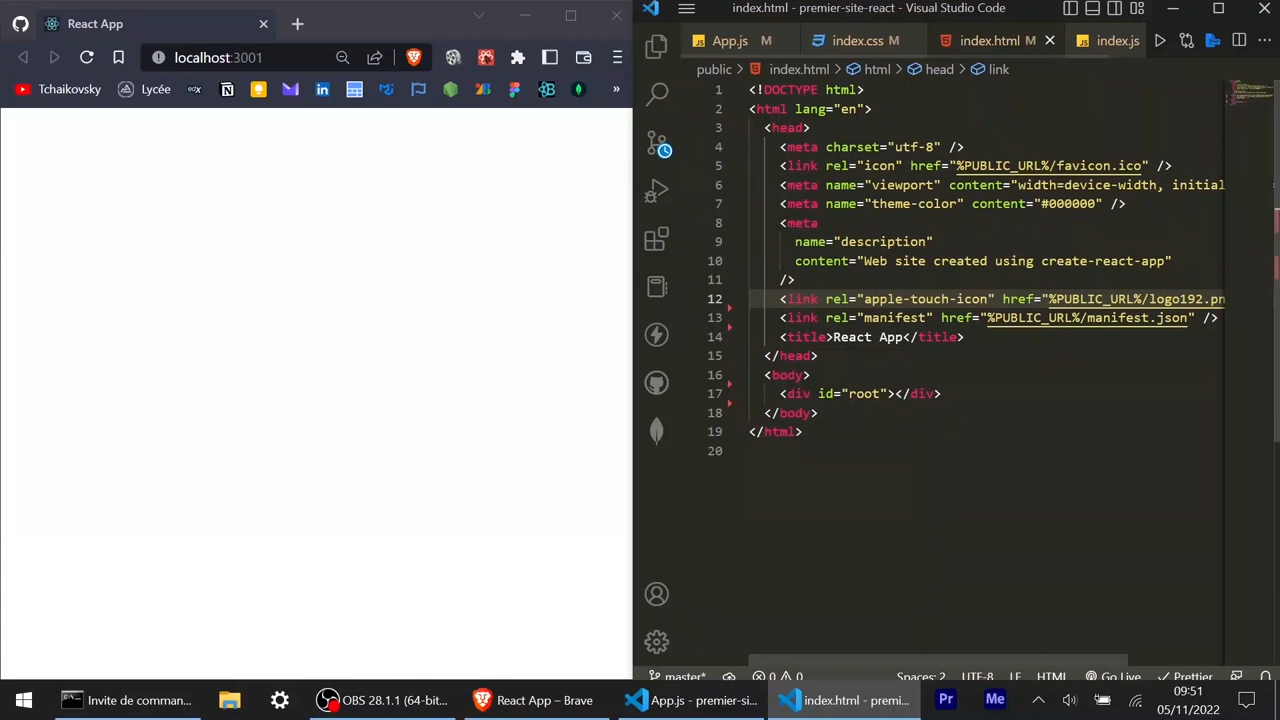 React App
localhost:3001
Tchaikovsky
Lycée
edx
»
index.html - premier-site-react - Visual Studio Code
JS App.js M
index.css M
index.html M
JS index.js
public > index.html > html > head > link
1 <!DOCTYPE html>
2 <html lang="en">
3 <head>
4 <meta charset="utf-8" />
5 <link rel="icon" href="%PUBLIC_URL%/favicon.ico" />
6 <meta name="viewport" content="width=device-width, initial
7 <meta name="theme-color" content="#000000" />
8 <meta
9 name="description"
10 content="Web site created using create-react-app"
11 />
12 <link rel="apple-touch-icon" href="%PUBLIC_URL%/logo192.pn
13 <link rel="manifest" href="%PUBLIC_URL%/manifest.json" />
14 <title>React App</title>
15 </head>
16 <body>
17 <div id="root"></div>
18 </body>
19 </html>
20
master* 0 0 Spaces: 2 UTF-8 LF HTML Go Live Prettier
Invite de comman...
OBS 28.1.1 (64-bit...
React App – Brave
App.js - premier-si...
index.html - premi...
Pr
Me
09:51
05/11/2022